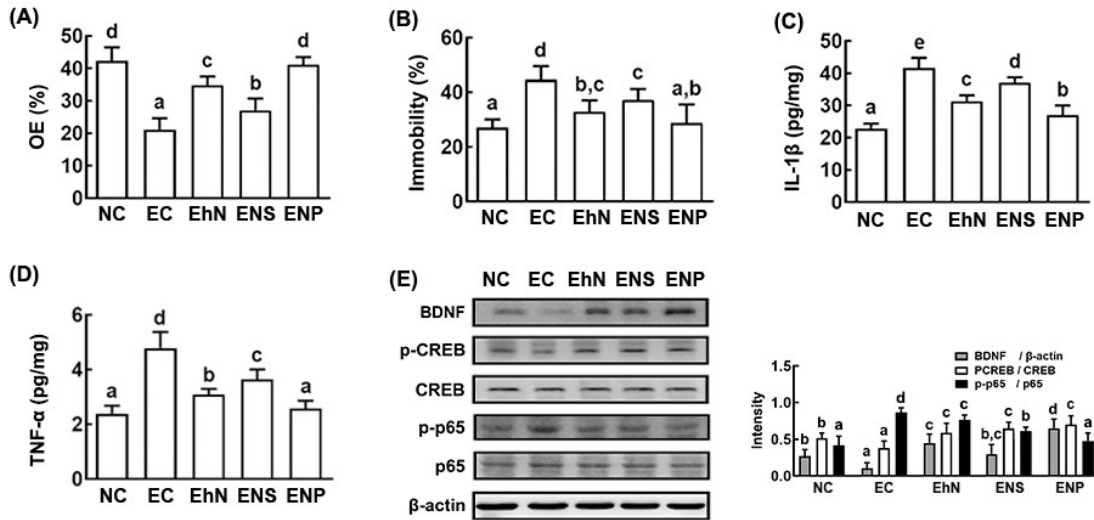 (A)
d
c
b
a
d
OE (%)
50
40
30
20
10
0
NC EC EhN ENS ENP
(B)
a
d
b,c
c
a,b
Immobility (%)
60
40
20
0
NC EC EhN ENS ENP
(C)
a
e
c
d
b
IL-1β (pg/mg)
50
40
30
20
10
0
NC EC EhN ENS ENP
(D)
a
d
b
c
a
TNF-α (pg/mg)
6
4
2
0
NC EC EhN ENS ENP
(E)
NC EC EhN ENS ENP
BDNF
p-CREB
CREB
p-p65
p65
β-actin
BDNF / β-actin
PCREB / CREB
p-p65 / p65
Intensity
1.5
1.0
0.5
0.0
b b a
a a d
c c c
b,c c b
d c a
NC EC EhN ENS ENP